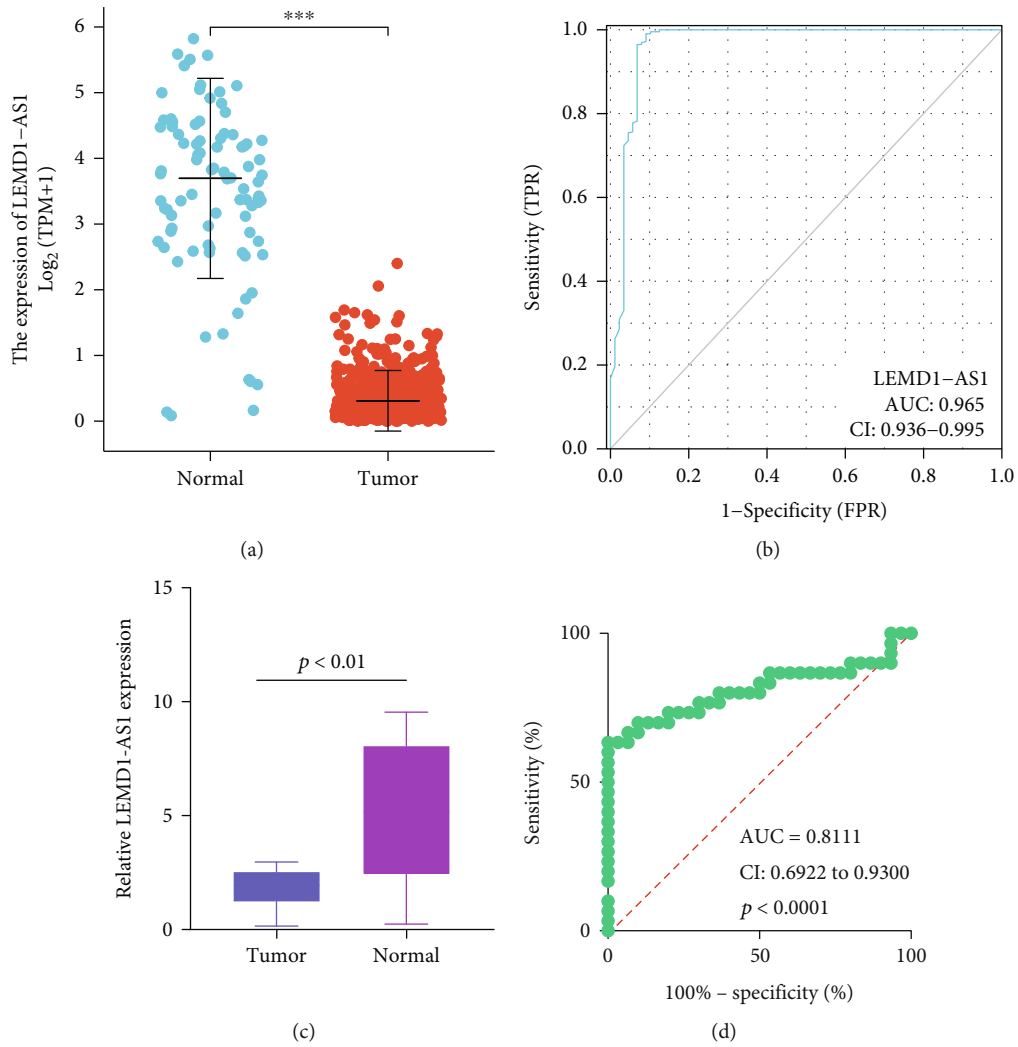 The expression of LEMD1−AS1
Log₂ (TPM+1)
6
5
4
3
2
1
0
***
Normal
Tumor
(a)
Sensitivity (TPR)
1.0
0.8
0.6
0.4
0.2
0.0
LEMD1−AS1
AUC: 0.965
CI: 0.936−0.995
0.0
0.2
0.4
0.6
0.8
1.0
1−Specificity (FPR)
(b)
Relative LEMD1-AS1 expression
15
10
5
0
p < 0.01
Tumor
Normal
(c)
Sensitivity (%)
100
50
0
AUC = 0.8111
CI: 0.6922 to 0.9300
p < 0.0001
0
50
100
100% – specificity (%)
(d)